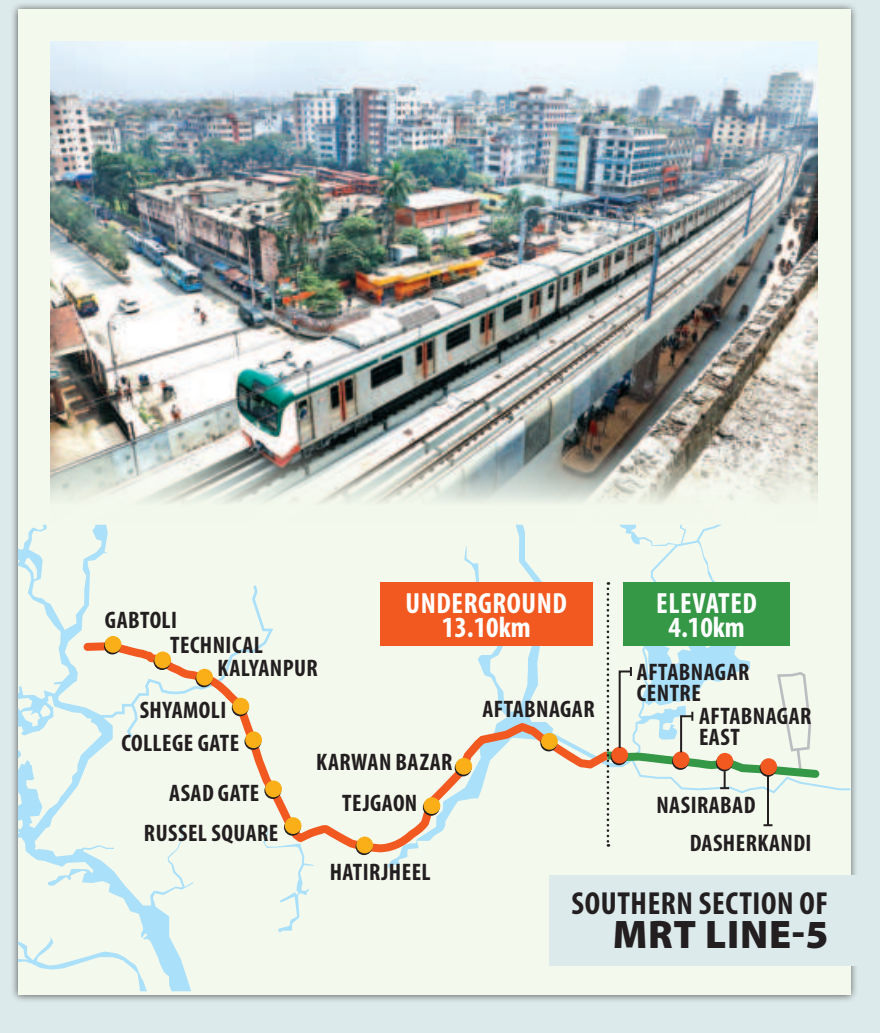 UNDERGROUND
13.10km
ELEVATED
4.10km
GABTOLI
TECHNICAL
KALYANPUR
SHYAMOLI
COLLEGE GATE
ASAD GATE
RUSSEL SQUARE
HATIRJHEEL
TEJGAON
KARWAN BAZAR
AFTABNAGAR
AFTABNAGAR
CENTRE
AFTABNAGAR
EAST
NASIRABAD
DASHERKANDI
SOUTHERN SECTION OF
MRT LINE-5